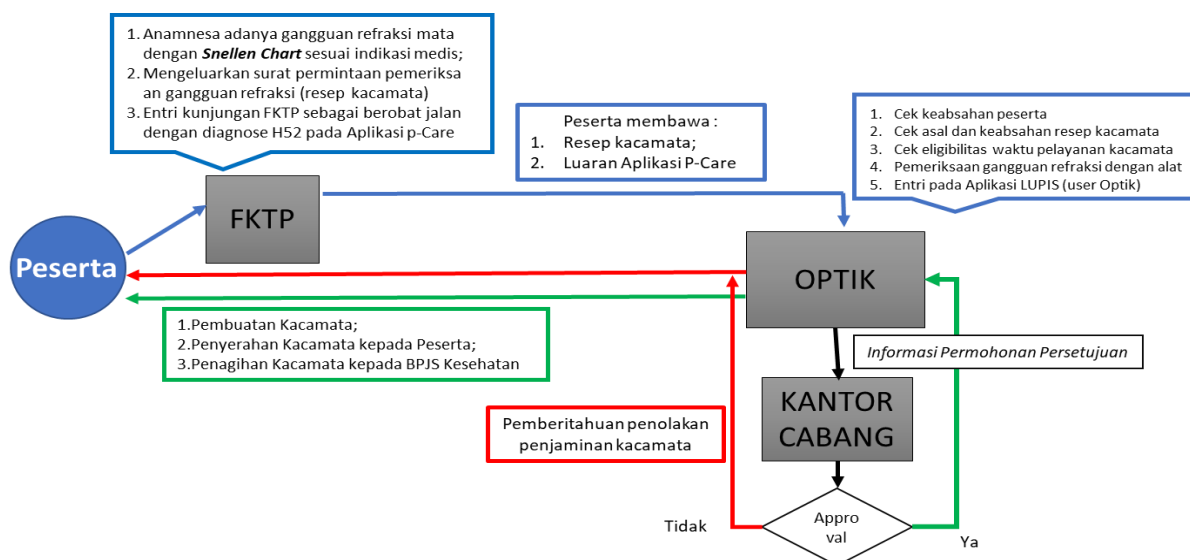 1. Anamnesa adanya gangguan refraksi mata
dengan Snellen Chart sesuai indikasi medis;
2. Mengeluarkan surat permintaan pemeriksa
an gangguan refraksi (resep kacamata)
3. Entri kunjungan FKTP sebagai berobat jalan
dengan diagnose H52 pada Aplikasi p-Care
Peserta membawa :
1. Resep kacamata;
2. Luaran Aplikasi P-Care
1. Cek keabsahan peserta
2. Cek asal dan keabsahan resep kacamata
3. Cek eligibilitas waktu pelayanan kacamata
4. Pemeriksaan gangguan refraksi dengan alat
5. Entri pada Aplikasi LUPIS (user Optik)
FKTP
Peserta
OPTIK
1.Pembuatan Kacamata;
2.Penyerahan Kacamata kepada Peserta;
3.Penagihan Kacamata kepada BPJS Kesehatan
Informasi Permohonan Persetujuan
KANTOR
CABANG
Pemberitahuan penolakan
penjaminan kacamata
Tidak
Appro
val
Ya